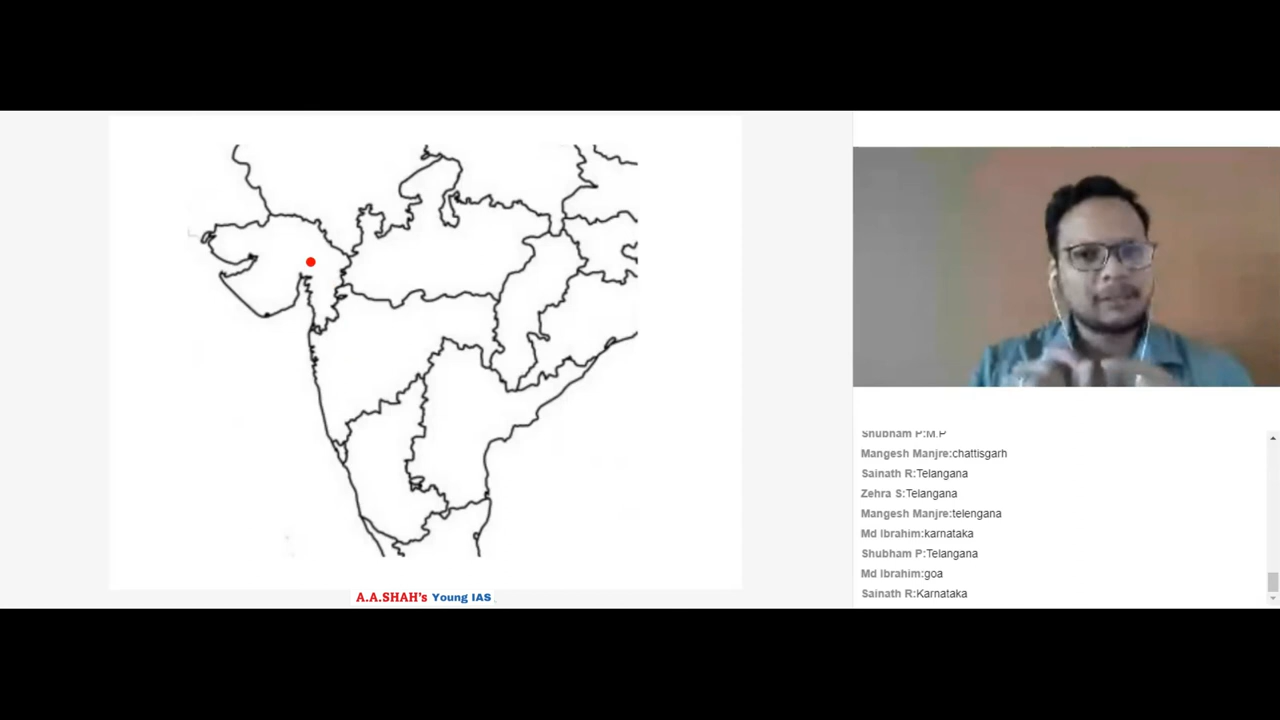 A.A.SHAH's Young IAS
Shubham P:M.P
Mangesh Manjre:chattisgarh
Sainath R:Telangana
Zehra S:Telangana
Mangesh Manjre:telengana
Md Ibrahim:karnataka
Shubham P:Telangana
Md Ibrahim:goa
Sainath R:Karnataka